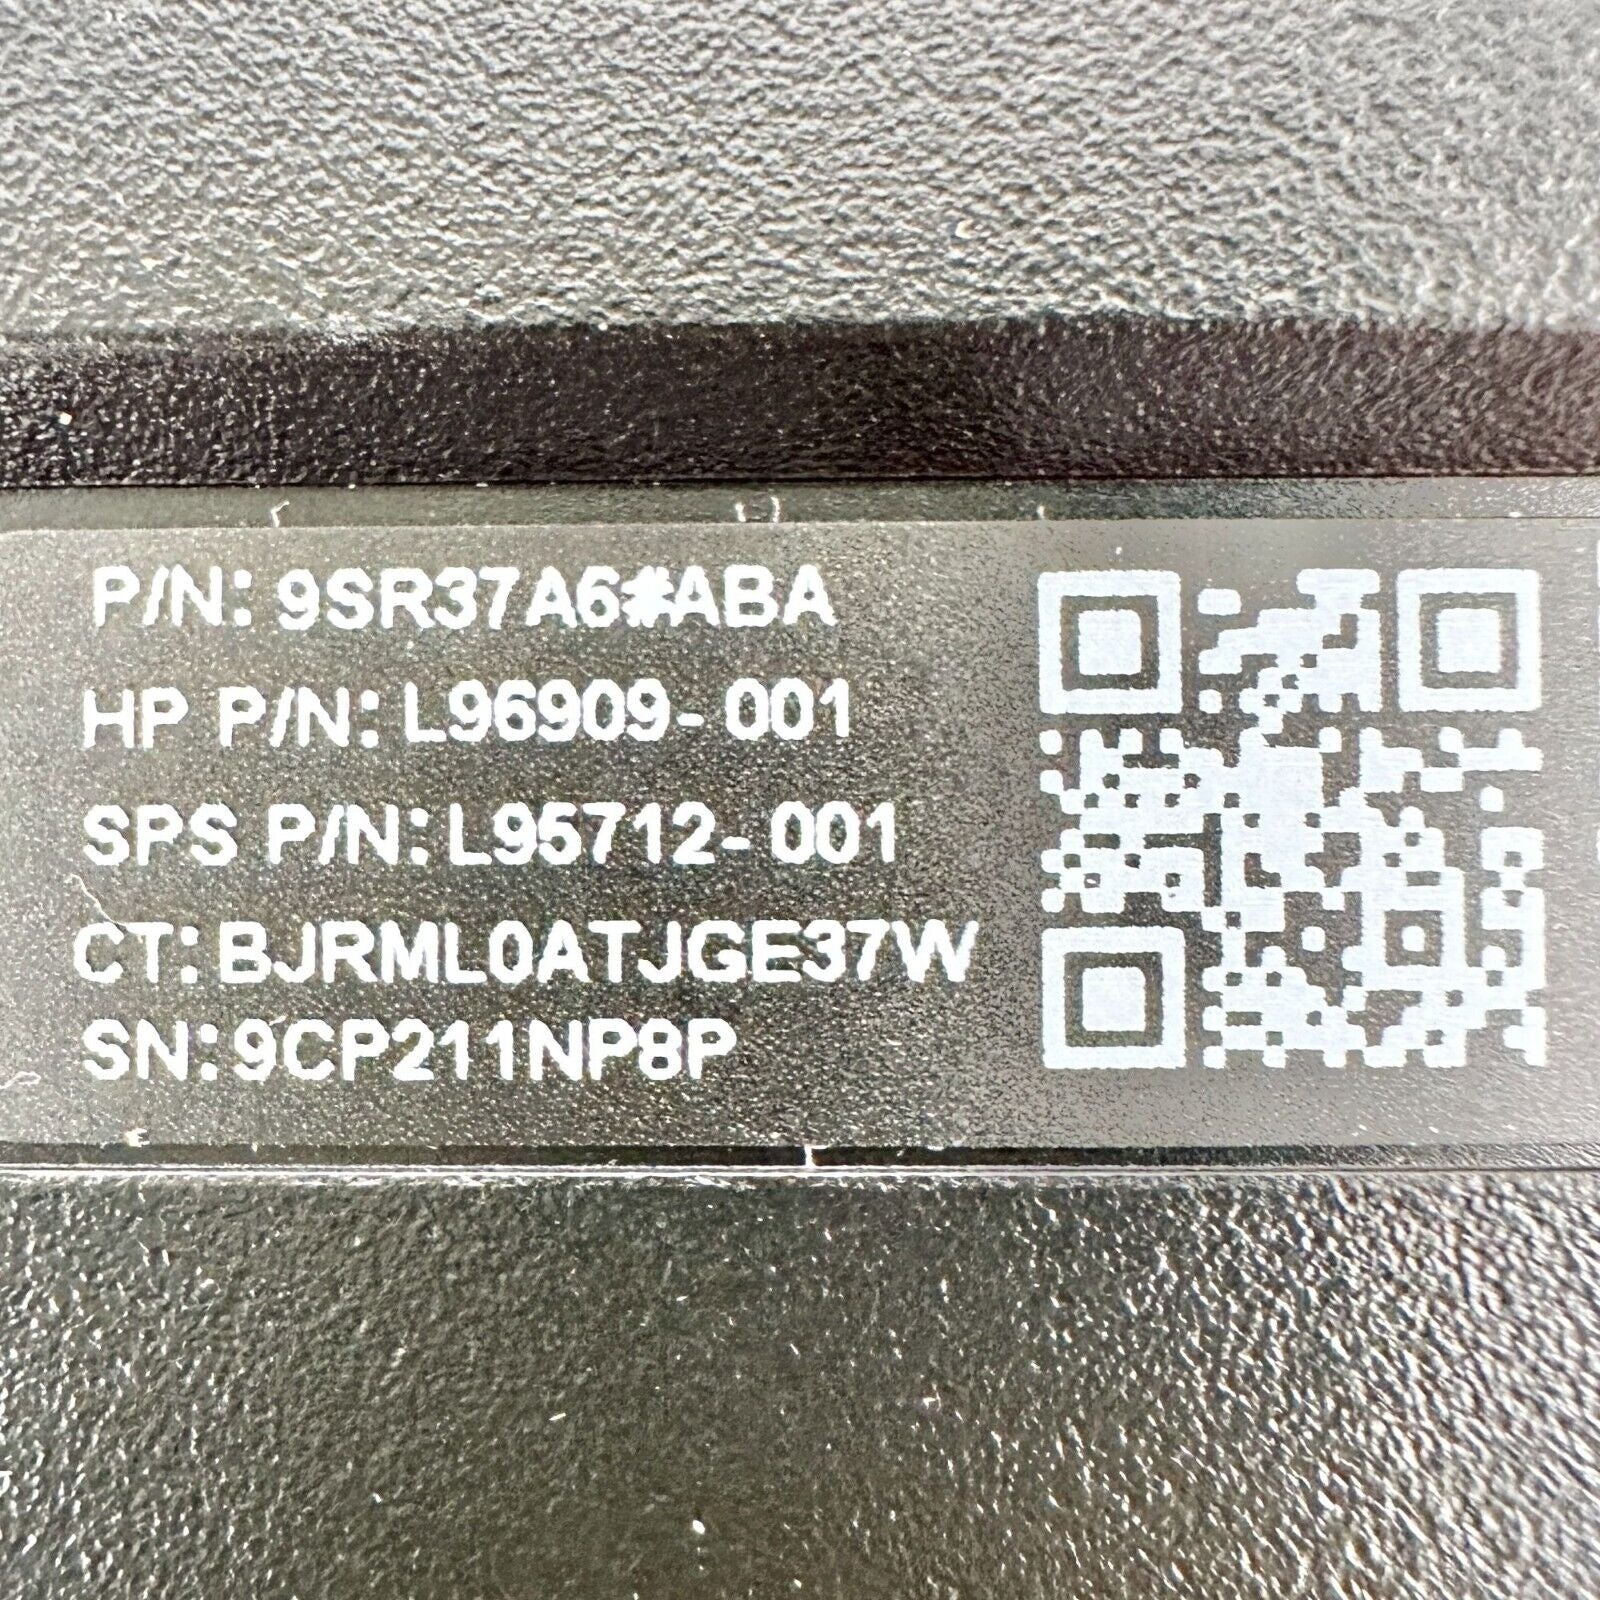 P/N: 9SR37A6#ABA
HP P/N: L96909-001
SPS P/N: L95712-001
CT: BJRML0ATJGE37W
SN: 9CP211NP8P